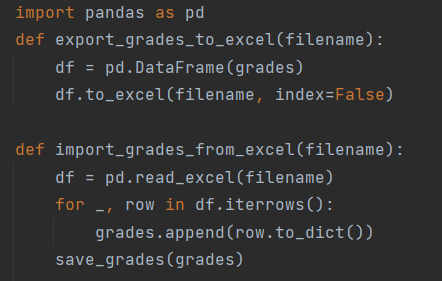 import pandas as pd
def export_grades_to_excel(filename):
    df = pd.DataFrame(grades)
    df.to_excel(filename, index=False)

def import_grades_from_excel(filename):
    df = pd.read_excel(filename)
    for _, row in df.iterrows():
        grades.append(row.to_dict())
    save_grades(grades)